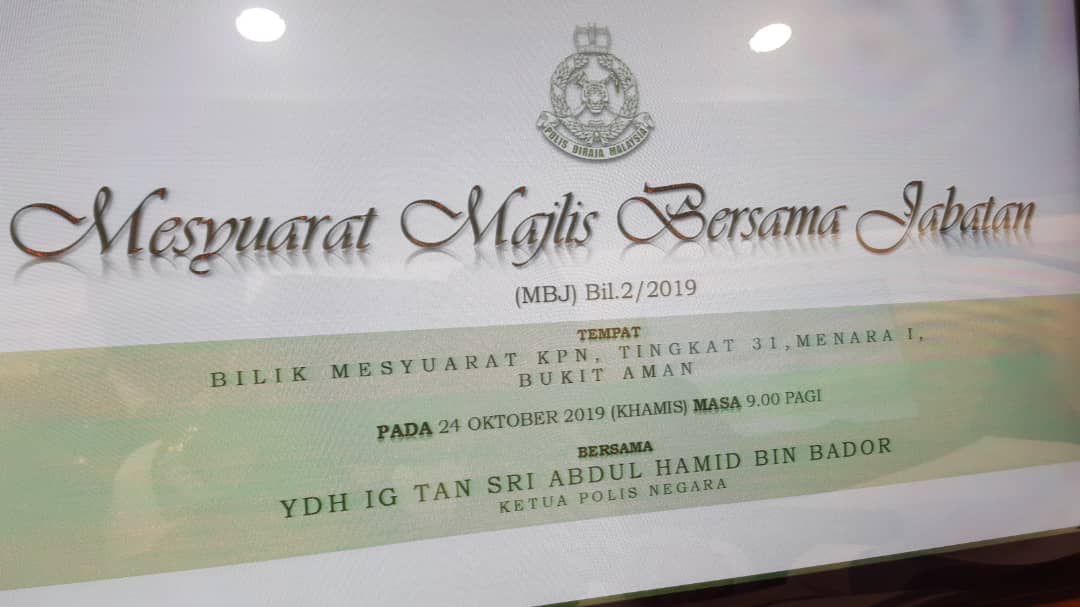 POLIS DIRAJA MALAYSIA
Mesyuarat Majlis Bersama Jabatan
(MBJ) Bil.2/2019
TEMPAT
BILIK MESYUARAT KPN, TINGKAT 31,MENARA I,
BUKIT AMAN
PADA 24 OKTOBER 2019 (KHAMIS) MASA 9.00 PAGI
BERSAMA
YDH IG TAN SRI ABDUL HAMID BIN BADOR
KETUA POLIS NEGARA